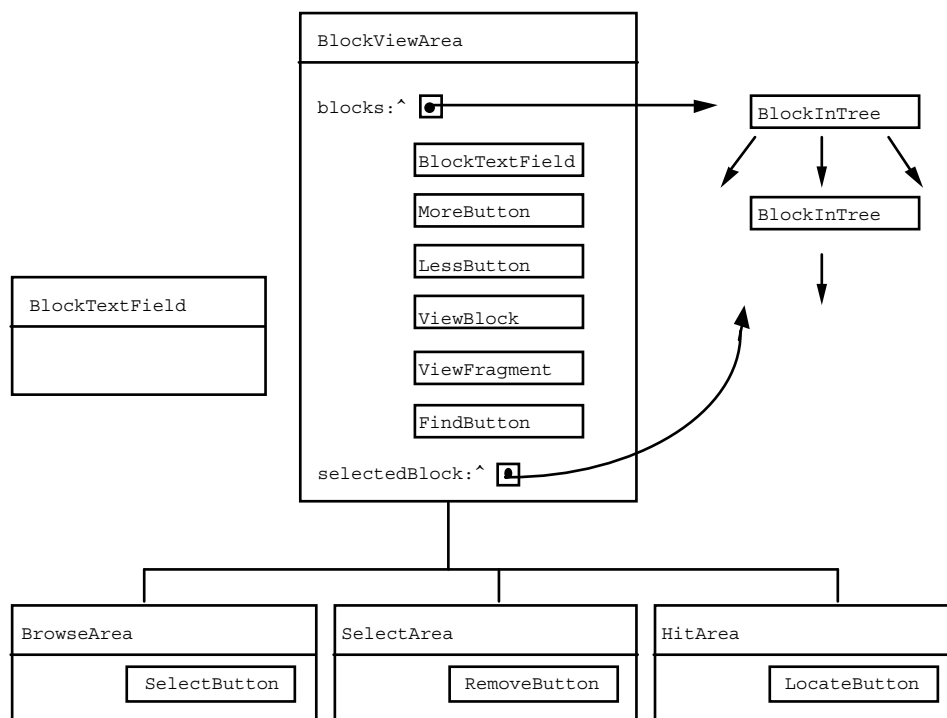 BlockViewArea
blocks:^
BlockInTree
BlockTextField
MoreButton
BlockInTree
LessButton
BlockTextField
ViewBlock
ViewFragment
FindButton
selectedBlock:^
BrowseArea
SelectArea
HitArea
SelectButton
RemoveButton
LocateButton